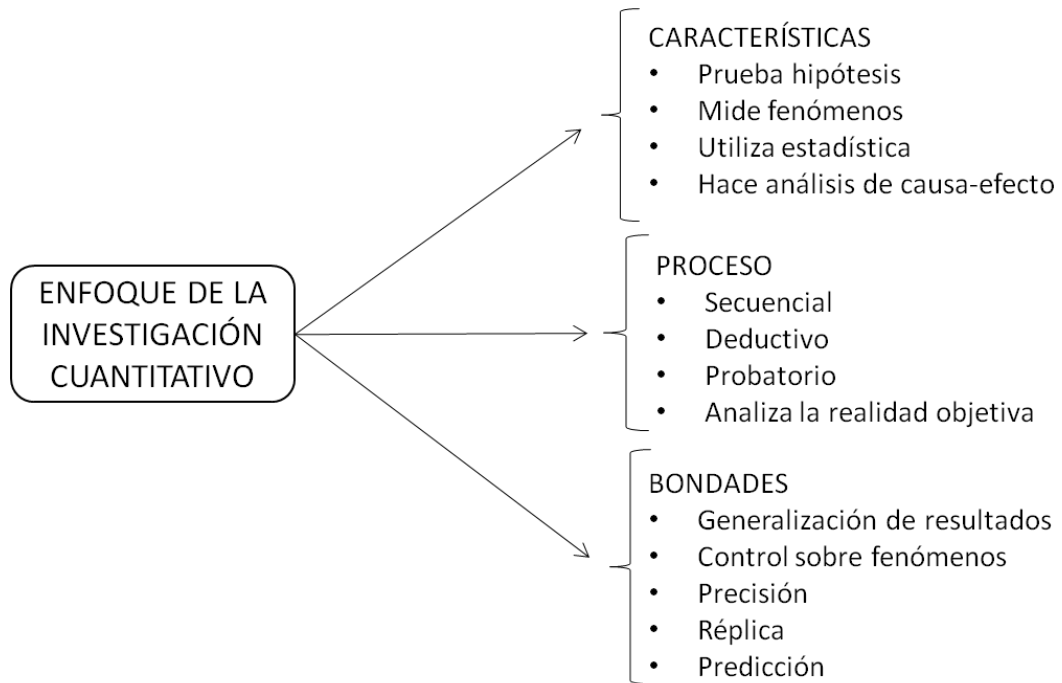 ENFOQUE DE LA
INVESTIGACIÓN
CUANTITATIVO
CARACTERÍSTICAS
• Prueba hipótesis
• Mide fenómenos
• Utiliza estadística
• Hace análisis de causa-efecto
PROCESO
• Secuencial
• Deductivo
• Probatorio
• Analiza la realidad objetiva
BONDADES
• Generalización de resultados
• Control sobre fenómenos
• Precisión
• Réplica
• Predicción